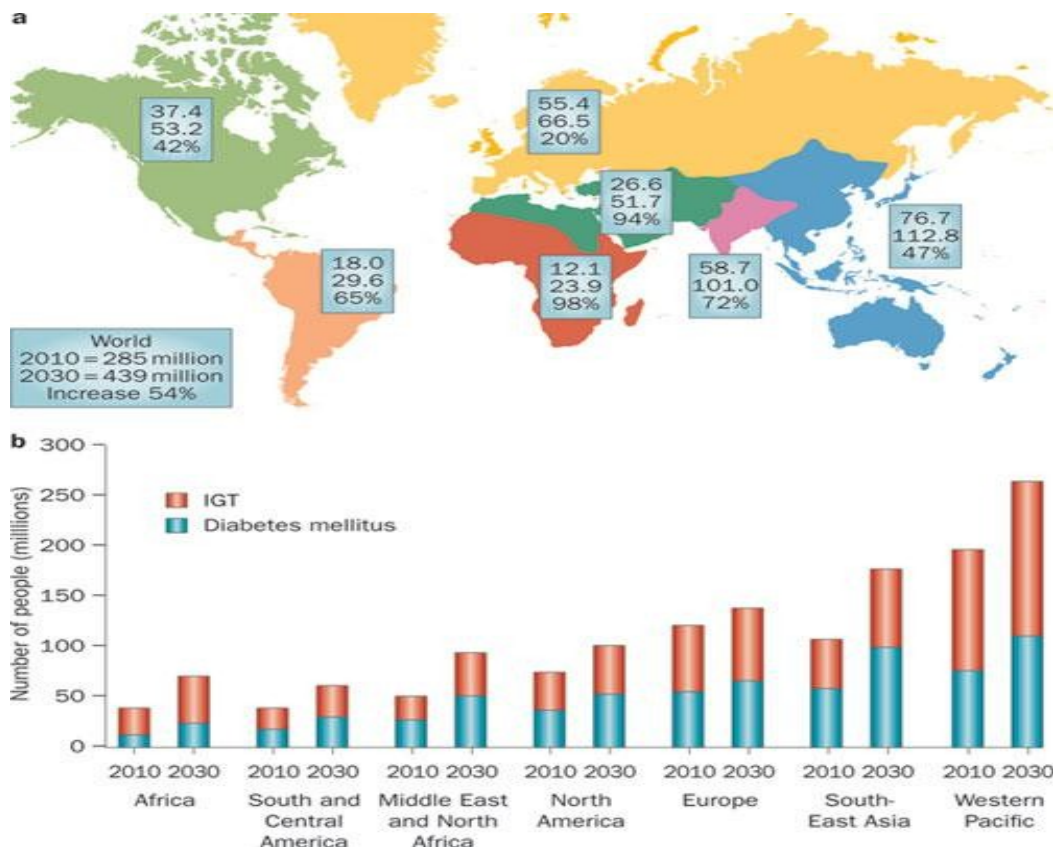 a
37.4
53.2
42%
55.4
66.5
20%
26.6
51.7
94%
76.7
112.8
47%
18.0
29.6
65%
12.1
23.9
98%
58.7
101.0
72%
World
2010 = 285 million
2030 = 439 million
Increase 54%
b
Number of people (millions)
300
250
200
150
100
50
0
IGT
Diabetes mellitus
2010 2030 2010 2030 2010 2030 2010 2030 2010 2030 2010 2030 2010 2030
Africa
South and
Central
America
Middle East
and North
Africa
North
America
Europe
South-
East Asia
Western
Pacific